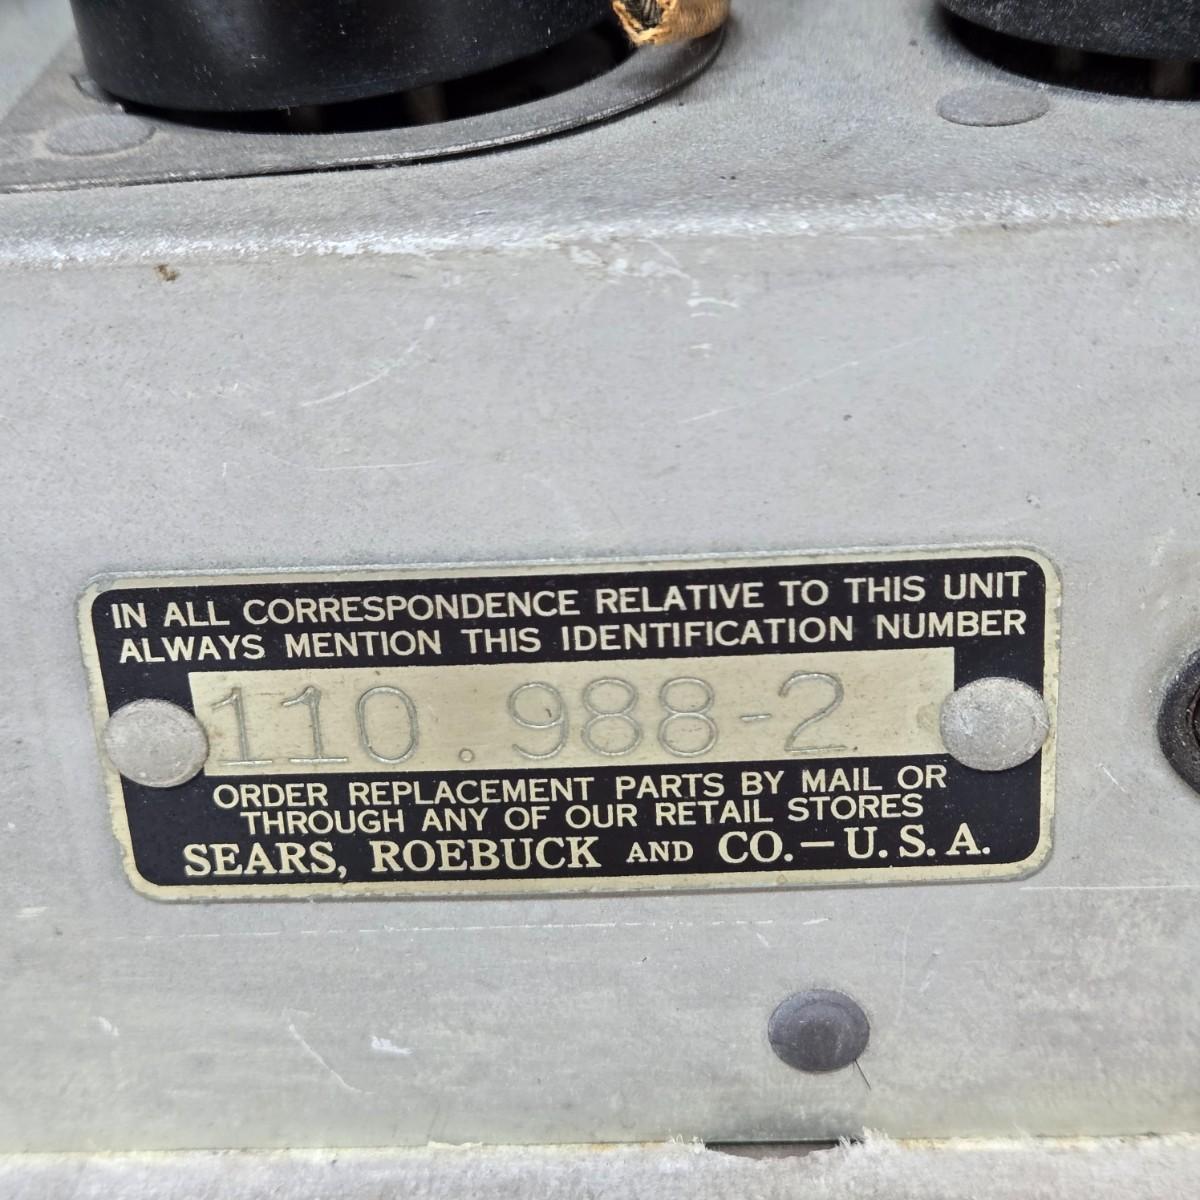 IN ALL CORRESPONDENCE RELATIVE TO THIS UNIT
ALWAYS MENTION THIS IDENTIFICATION NUMBER
110.988-2
ORDER REPLACEMENT PARTS BY MAIL OR
THROUGH ANY OF OUR RETAIL STORES
SEARS, ROEBUCK AND CO.—U.S.A.